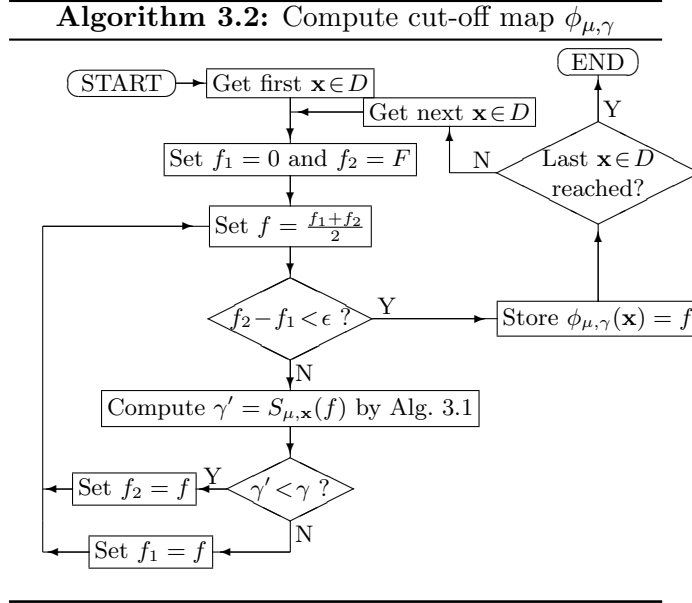 Algorithm 3.2: Compute cut-off map ϕ_{μ,γ}
START
Get first x∈D
END
Get next x∈D
Y
Set f₁ = 0 and f₂ = F
N
Last x∈D
reached?
Set f = (f₁+f₂)/2
f₂−f₁<ϵ ?
Y
Store ϕ_{μ,γ}(x) = f
N
Compute γ′ = S_{μ,x}(f) by Alg. 3.1
Set f₂ = f
Y
γ′<γ ?
N
Set f₁ = f